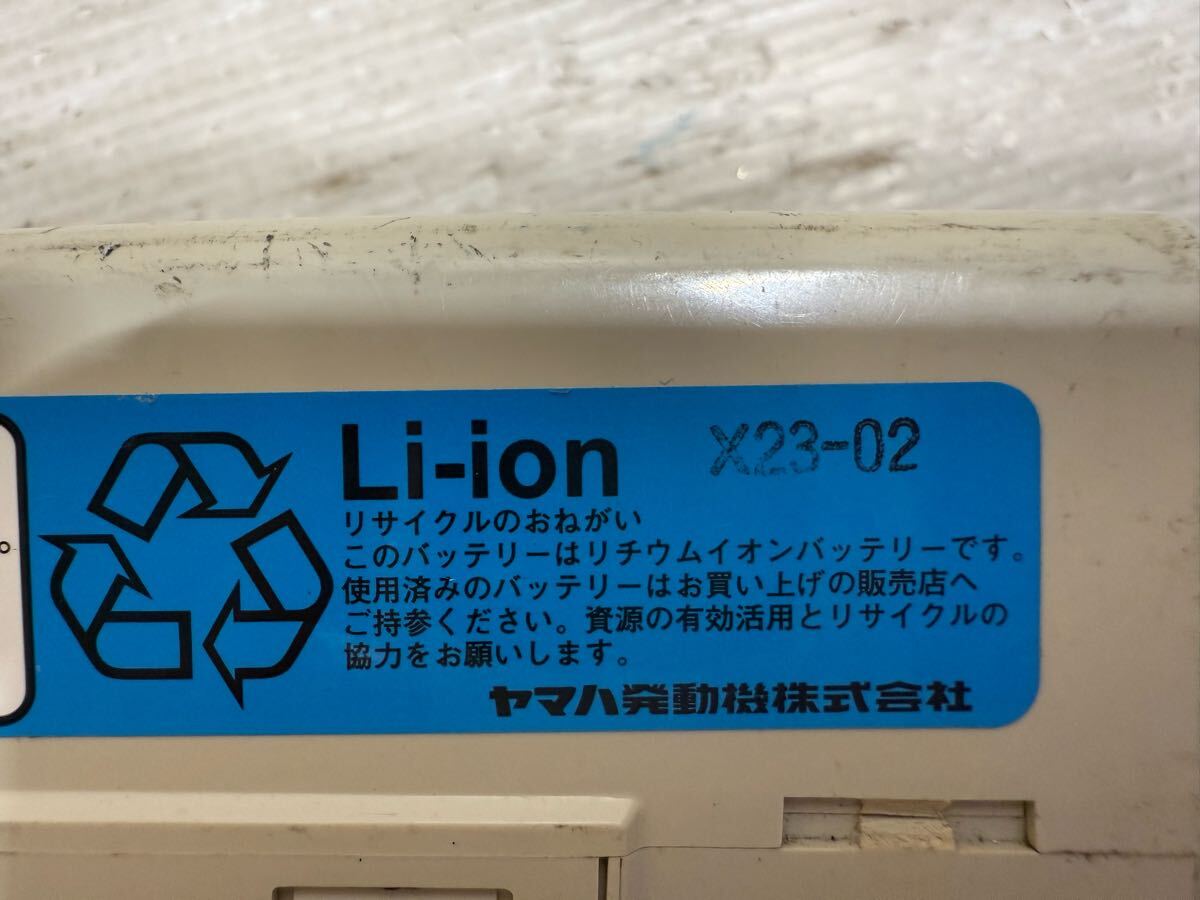 Li-ion X23-02
リサイクルのおねがい
このバッテリーはリチウムイオンバッテリーです。
使用済みのバッテリーはお買い上げの販売店へ
ご持参ください。資源の有効活用とリサイクルの
協力をお願いします。
ヤマハ発動機株式会社